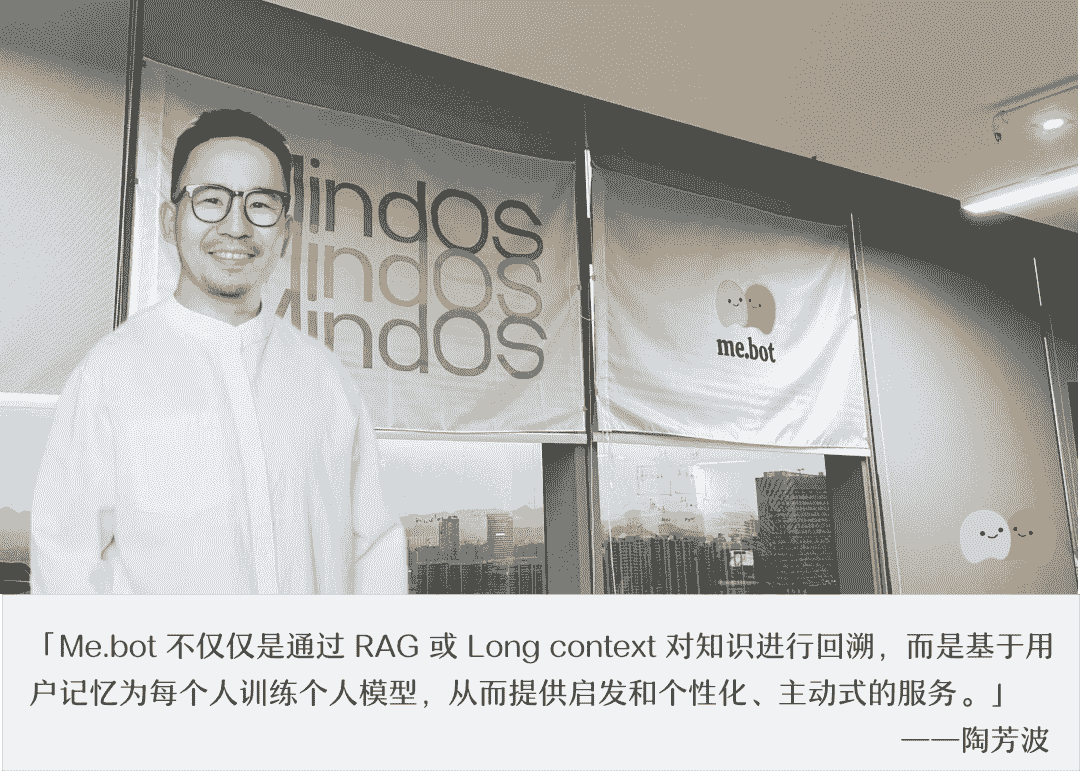 MindOS
MindOS
MindOS
me.bot
「Me.bot 不仅仅是通过 RAG 或 Long context 对知识进行回溯，而是基于用
户记忆为每个人训练个人模型，从而提供启发和个性化、主动式的服务。」
——陶芳波